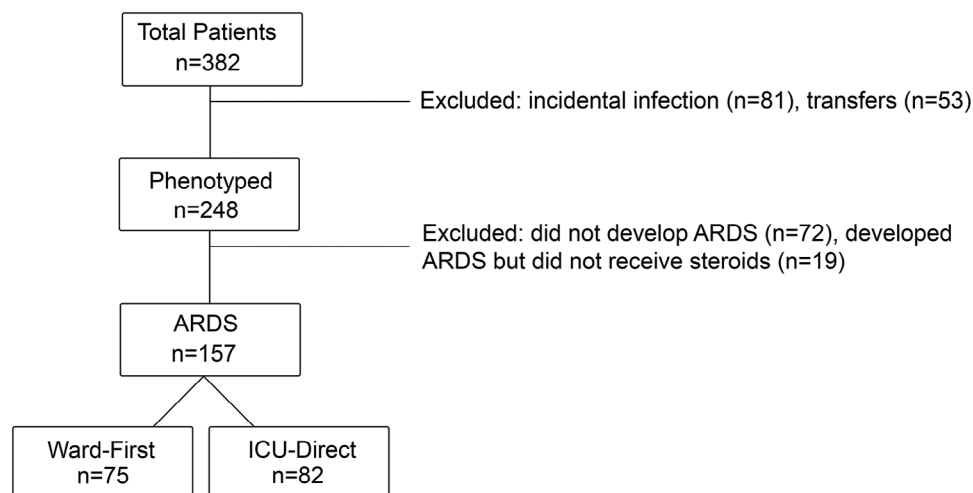 Total Patients
n=382
Excluded: incidental infection (n=81), transfers (n=53)
Phenotyped
n=248
Excluded: did not develop ARDS (n=72), developed
ARDS but did not receive steroids (n=19)
ARDS
n=157
Ward-First
n=75
ICU-Direct
n=82